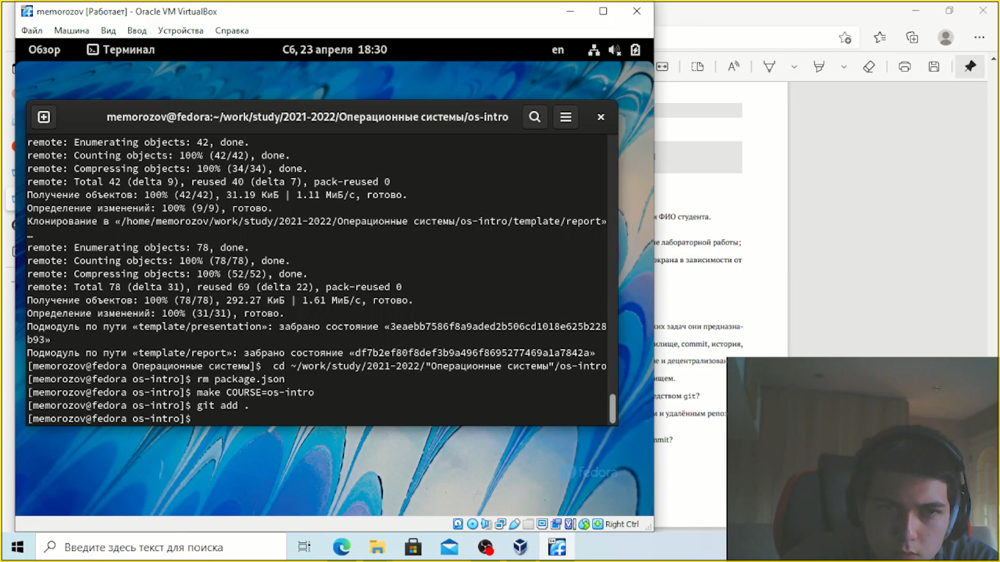 memorozov [Работает] - Oracle VM VirtualBox
Файл Машина Вид Ввод Устройства Справка
Обзор Терминал Сб, 23 апреля 18:30 en
memorozov@fedora:~/work/study/2021-2022/Операционные системы/os-intro
remote: Enumerating objects: 42, done.
remote: Counting objects: 100% (42/42), done.
remote: Compressing objects: 100% (34/34), done.
remote: Total 42 (delta 9), reused 40 (delta 7), pack-reused 0
Получение объектов: 100% (42/42), 31.19 КиБ | 1.11 МиБ/с, готово.
Определение изменений: 100% (9/9), готово.
Клонирование в «/home/memorozov/work/study/2021-2022/Операционные системы/os-intro/template/report»
…
remote: Enumerating objects: 78, done.
remote: Counting objects: 100% (78/78), done.
remote: Compressing objects: 100% (52/52), done.
remote: Total 78 (delta 31), reused 69 (delta 22), pack-reused 0
Получение объектов: 100% (78/78), 292.27 КиБ | 1.61 МиБ/с, готово.
Определение изменений: 100% (31/31), готово.
Подмодуль по пути «template/presentation»: забрано состояние «3eaebb7586f8a9aded2b506cd1018e625b228
b93»
Подмодуль по пути «template/report»: забрано состояние «df7b2ef80f8def3b9a496f8695277469a1a7842a»
[memorozov@fedora Операционные системы]$ cd ~/work/study/2021-2022/"Операционные системы"/os-intro
[memorozov@fedora os-intro]$ rm package.json
[memorozov@fedora os-intro]$ make COURSE=os-intro
[memorozov@fedora os-intro]$ git add .
[memorozov@fedora os-intro]$
fedora
Right Ctrl
и ФИО студента.
лабораторной работы;
экрана в зависимости от
задач они предназна-
commit, история,
и децентрализован
git?
и удалённым репоз
Введите здесь текст для поиска